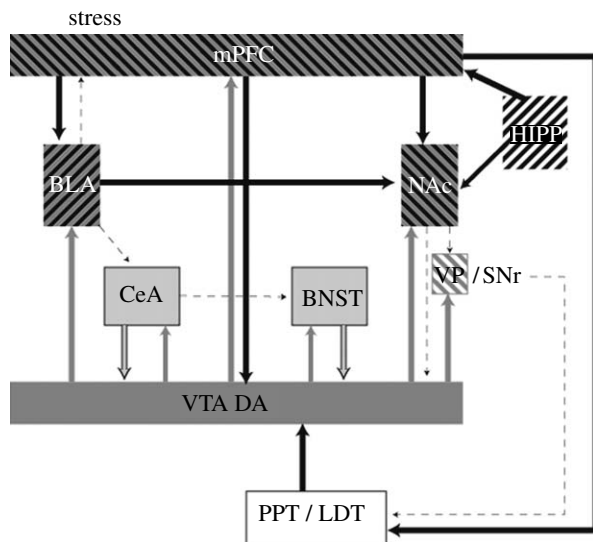 stress
mPFC
HIPP
BLA
NAc
VP / SNr
CeA
BNST
VTA DA
PPT / LDT